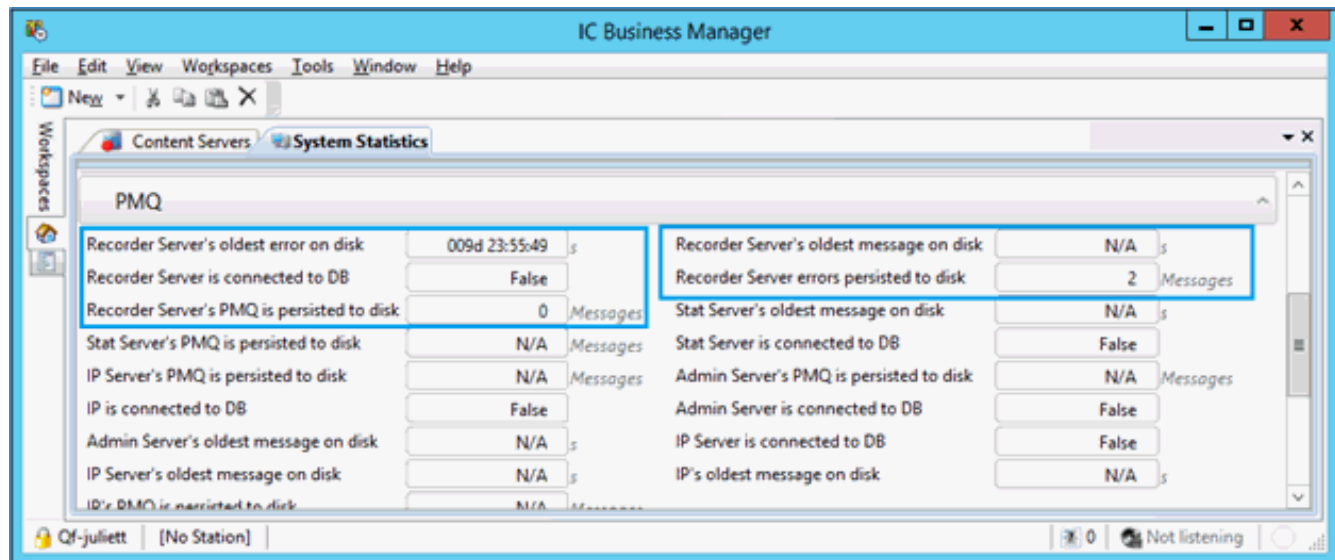 IC Business Manager
File Edit View Workspaces Tools Window Help
New
Workspaces
Content Servers System Statistics
PMQ
Recorder Server's oldest error on disk 009d 23:55:49 s Recorder Server's oldest message on disk N/A s
Recorder Server is connected to DB False Recorder Server errors persisted to disk 2 Messages
Recorder Server's PMQ is persisted to disk 0 Messages Stat Server's oldest message on disk N/A s
Stat Server's PMQ is persisted to disk N/A Messages Stat Server is connected to DB False
IP Server's PMQ is persisted to disk N/A Messages Admin Server's PMQ is persisted to disk N/A Messages
IP is connected to DB False Admin Server is connected to DB False
Admin Server's oldest message on disk N/A s IP Server is connected to DB False
IP Server's oldest message on disk N/A s IP's oldest message on disk N/A s
IP's PMQ is persisted to disk N/A Messages
Qf-juliett [No Station] 0 Not listening